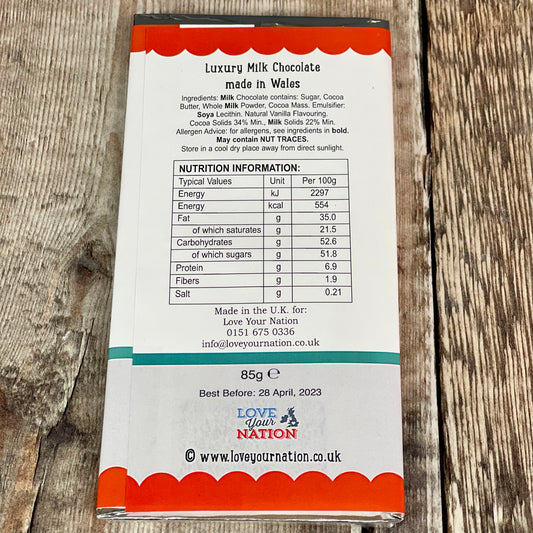 Luxury Milk Chocolate
made in Wales
Ingredients: Milk Chocolate contains: Sugar, Cocoa
Butter, Whole Milk Powder, Cocoa Mass. Emulsifier:
Soya Lecithin. Natural Vanilla Flavouring.
Cocoa Solids 34% Min., Milk Solids 22% Min.
Allergen Advice: for allergens, see ingredients in bold.
May contain NUT TRACES.
Store in a cool dry place away from direct sunlight.
NUTRITION INFORMATION:
Typical Values Unit Per 100g
Energy kJ 2297
Energy kcal 554
Fat g 35.0
of which saturates g 21.5
Carbohydrates g 52.6
of which sugars g 51.8
Protein g 6.9
Fibers g 1.9
Salt g 0.21
Made in the U.K. for:
Love Your Nation
0151 675 0336
info@loveyournation.co.uk
85g ℮
Best Before: 28 April, 2023
LOVE
Your
NATION
© www.loveyournation.co.uk